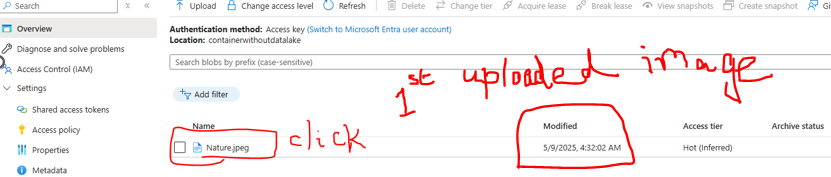 Search
Upload Change access level Refresh Delete Change tier Acquire lease Break lease View snapshots Create snapshot
Overview
Diagnose and solve problems
Access Control (IAM)
Settings
Shared access tokens
Access policy
Properties
Metadata
Authentication method: Access key (Switch to Microsoft Entra user account)
Location: containerwithoutdatalake
Search blobs by prefix (case-sensitive)
1st uploaded image
Add filter
Name Modified Access tier Archive status
Nature.jpeg click 5/9/2025, 4:32:02 AM Hot (Inferred)